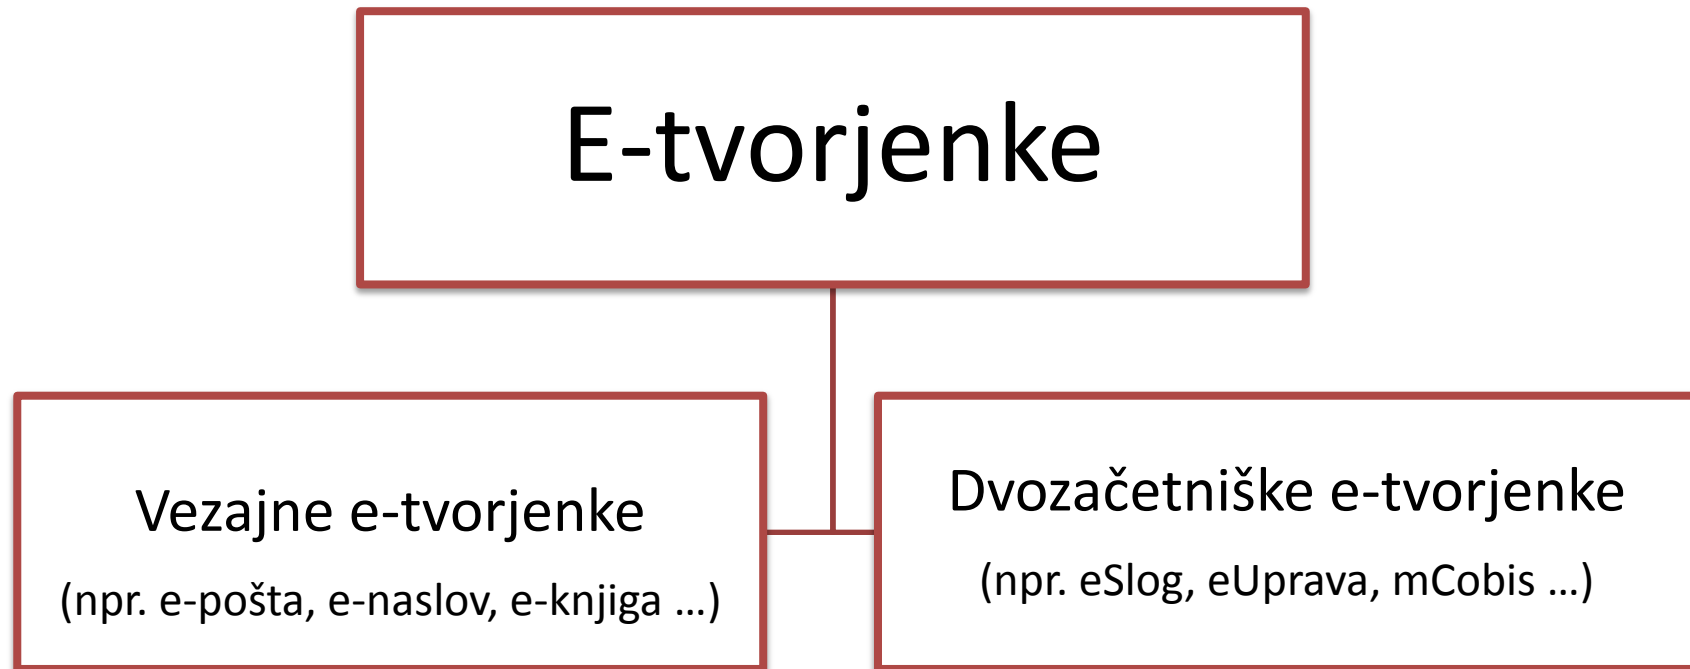 E-tvorjenke
Vezajne e-tvorjenke
(npr. e-pošta, e-naslov, e-knjiga ...)
Dvozačetniške e-tvorjenke
(npr. eSlog, eUprava, mCobis ...)